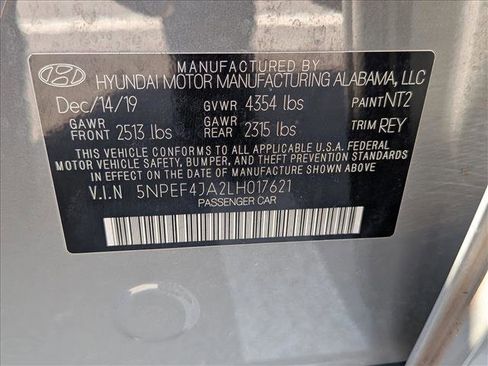 MANUFACTURED BY
HYUNDAI MOTOR MANUFACTURING ALABAMA, LLC
Dec/14/19 GVWR 4354 lbs PAINT NT2
GAWR FRONT 2513 lbs GAWR REAR 2315 lbs TRIM REY
THIS VEHICLE CONFORMS TO ALL APPLICABLE U.S.A. FEDERAL
MOTOR VEHICLE SAFETY, BUMPER, AND THEFT PREVENTION STANDARDS
IN EFFECT ON THE DATE OF MANUFACTURE SHOWN ABOVE
V.I.N 5NPEF4JA2LH017621
PASSENGER CAR